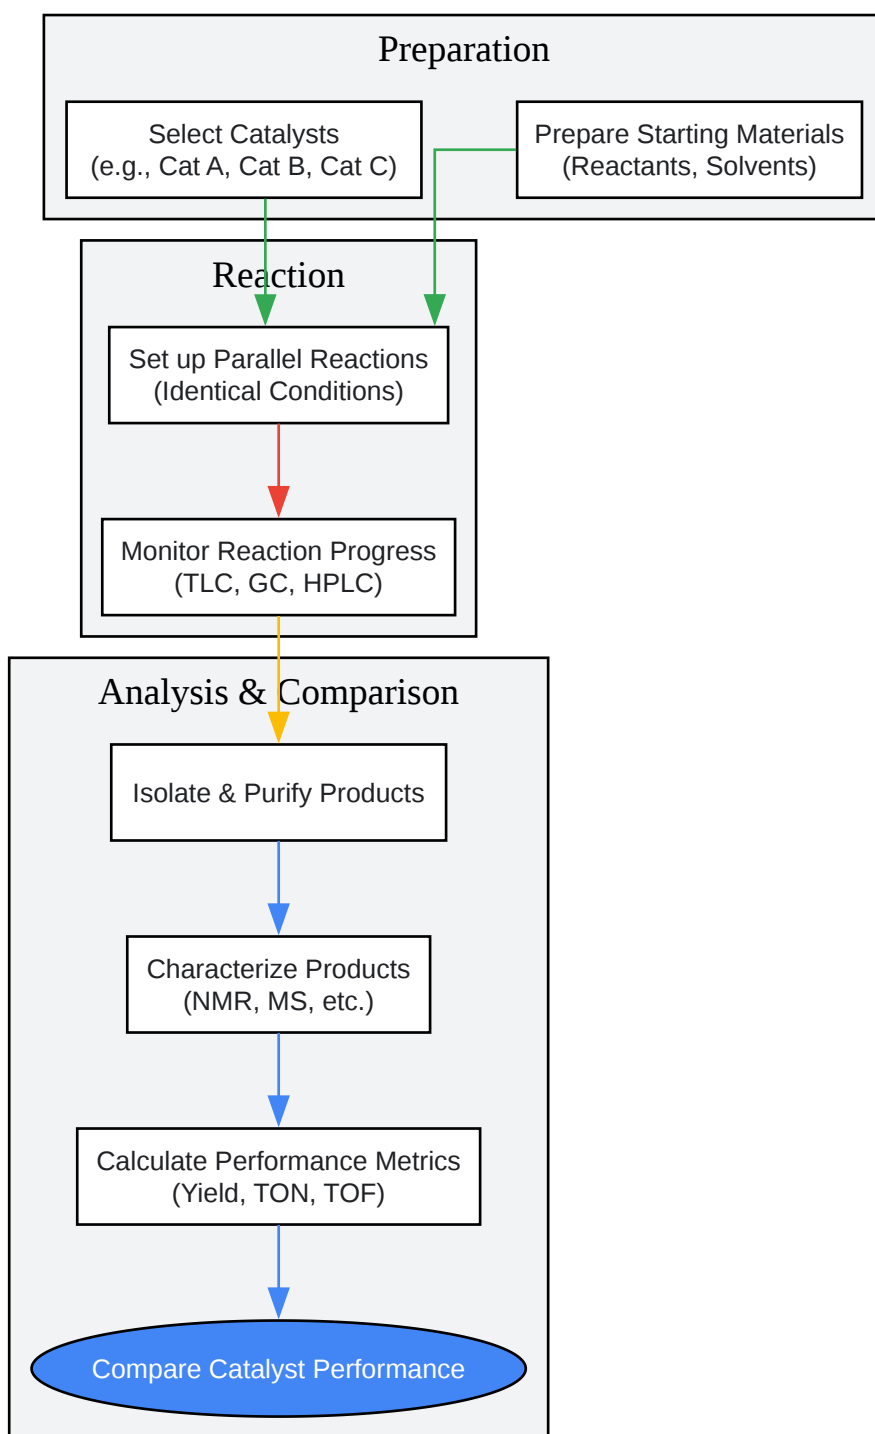 Preparation
Select Catalysts
(e.g., Cat A, Cat B, Cat C)
Prepare Starting Materials
(Reactants, Solvents)
Reaction
Set up Parallel Reactions
(Identical Conditions)
Monitor Reaction Progress
(TLC, GC, HPLC)
Analysis & Comparison
Isolate & Purify Products
Characterize Products
(NMR, MS, etc.)
Calculate Performance Metrics
(Yield, TON, TOF)
Compare Catalyst Performance